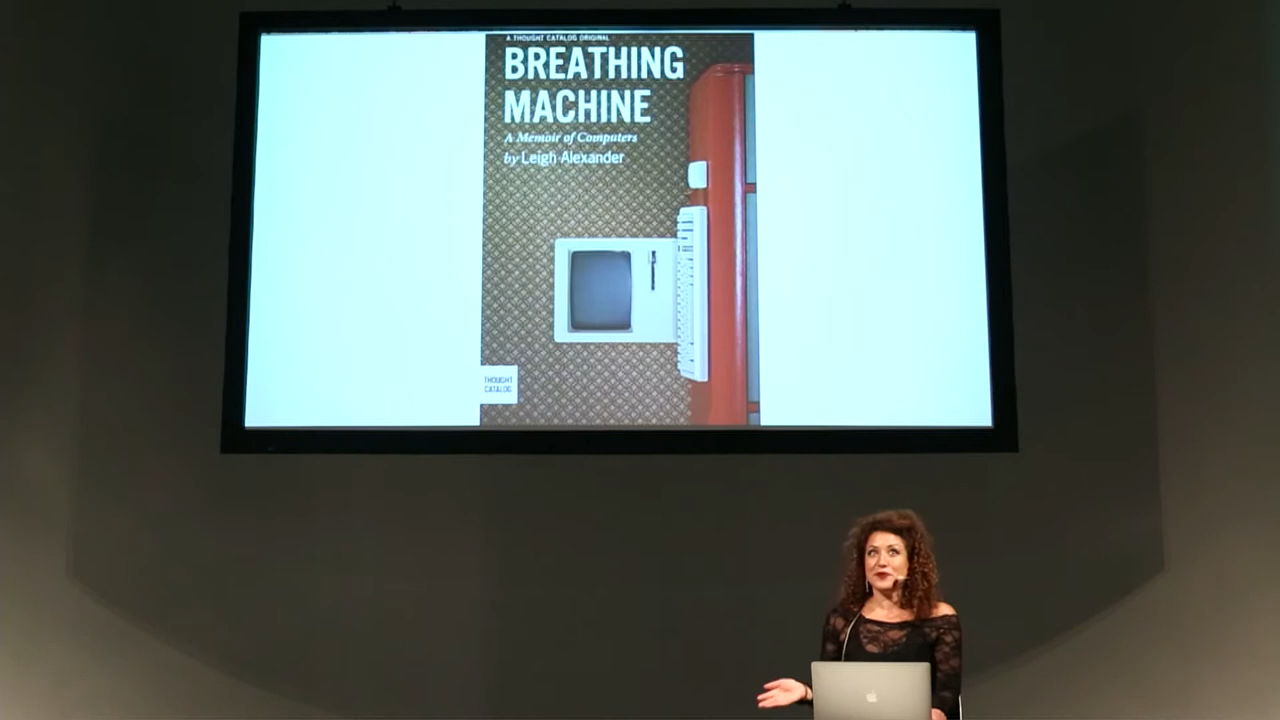 A THOUGHT CATALOG ORIGINAL
BREATHING
MACHINE
A Memoir of Computers
by Leigh Alexander
THOUGHT
CATALOG